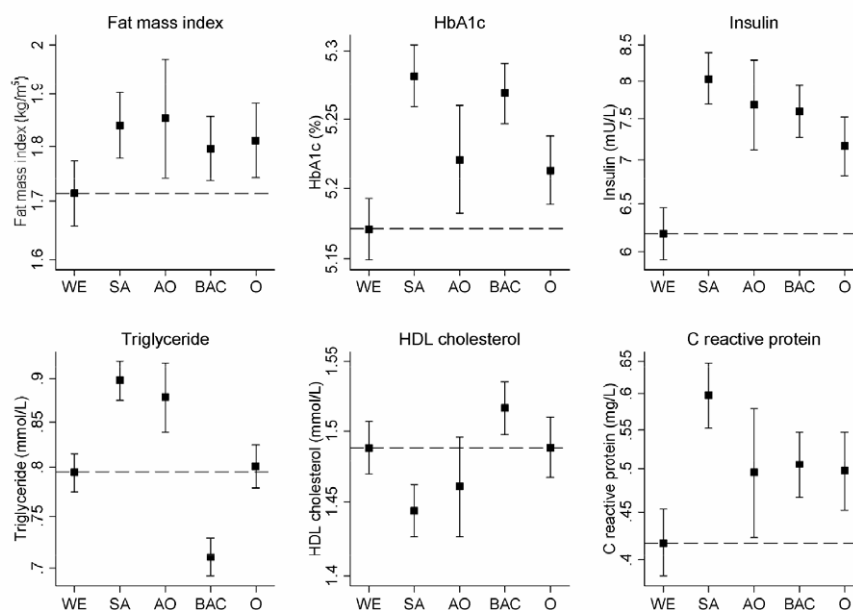 Fat mass index
Fat mass index (kg/m⁵)
2
1.9
1.8
1.7
1.6
WE SA AO BAC O
HbA1c
HbA1c (%)
5.3
5.25
5.2
5.15
WE SA AO BAC O
Insulin
Insulin (mU/L)
8.5
8
7.5
7
6.5
6
WE SA AO BAC O
Triglyceride
Triglyceride (mmol/L)
.9
.85
.8
.75
.7
WE SA AO BAC O
HDL cholesterol
HDL cholesterol (mmol/L)
1.55
1.5
1.45
1.4
WE SA AO BAC O
C reactive protein
C reactive protein (mg/L)
.65
.6
.55
.5
.45
.4
WE SA AO BAC O